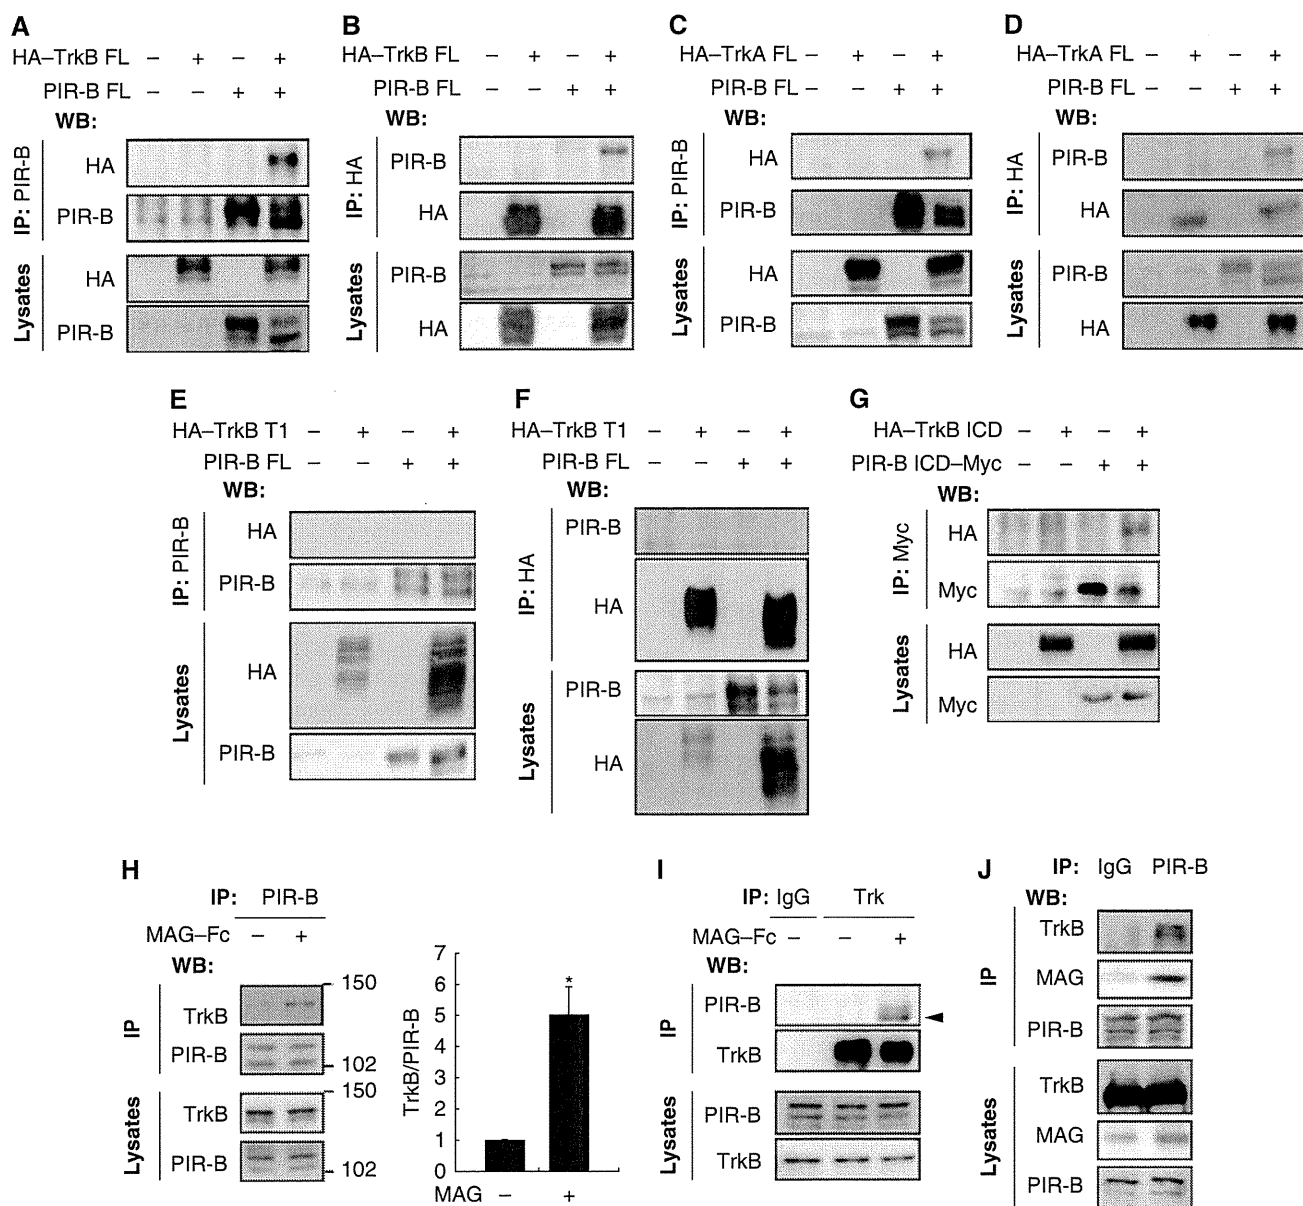 A
HA–TrkB FL – + – +
PIR-B FL – – + +
WB:
IP: PIR-B
HA
PIR-B
Lysates
HA
PIR-B
B
HA–TrkB FL – + – +
PIR-B FL – – + +
WB:
IP: HA
PIR-B
HA
Lysates
PIR-B
HA
C
HA–TrkA FL – + – +
PIR-B FL – – + +
WB:
IP: PIR-B
HA
PIR-B
Lysates
HA
PIR-B
D
HA–TrkA FL – + – +
PIR-B FL – – + +
WB:
IP: HA
PIR-B
HA
Lysates
PIR-B
HA
E
HA–TrkB T1 – + – +
PIR-B FL – – + +
WB:
IP: PIR-B
HA
PIR-B
Lysates
HA
PIR-B
F
HA–TrkB T1 – + – +
PIR-B FL – – + +
WB:
IP: HA
PIR-B
HA
Lysates
PIR-B
HA
G
HA–TrkB ICD – + – +
PIR-B ICD–Myc – – + +
WB:
IP: Myc
HA
Myc
Lysates
HA
Myc
H
IP: PIR-B
MAG–Fc – +
WB:
150
IP
TrkB
PIR-B
102
150
Lysates
TrkB
PIR-B
102
TrkB/PIR-B
7
6
5
4
3
2
1
0
*
MAG – +
I
IP: IgG Trk
MAG–Fc – – +
WB:
IP
PIR-B
TrkB
Lysates
PIR-B
TrkB
J
IP: IgG PIR-B
WB:
IP
TrkB
MAG
PIR-B
Lysates
TrkB
MAG
PIR-B